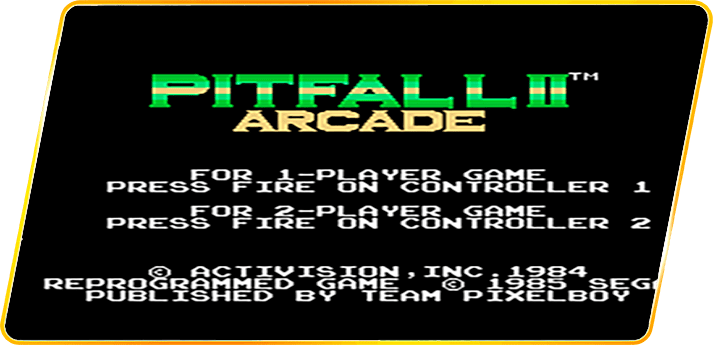 PITFALL II™
ARCADE
FOR 1-PLAYER GAME
PRESS FIRE ON CONTROLLER 1
FOR 2-PLAYER GAME
PRESS FIRE ON CONTROLLER 2
© ACTIVISION,INC.1984
REPROGRAMMED GAME © 1985 SEGA
PUBLISHED BY TEAM PIXELBOY